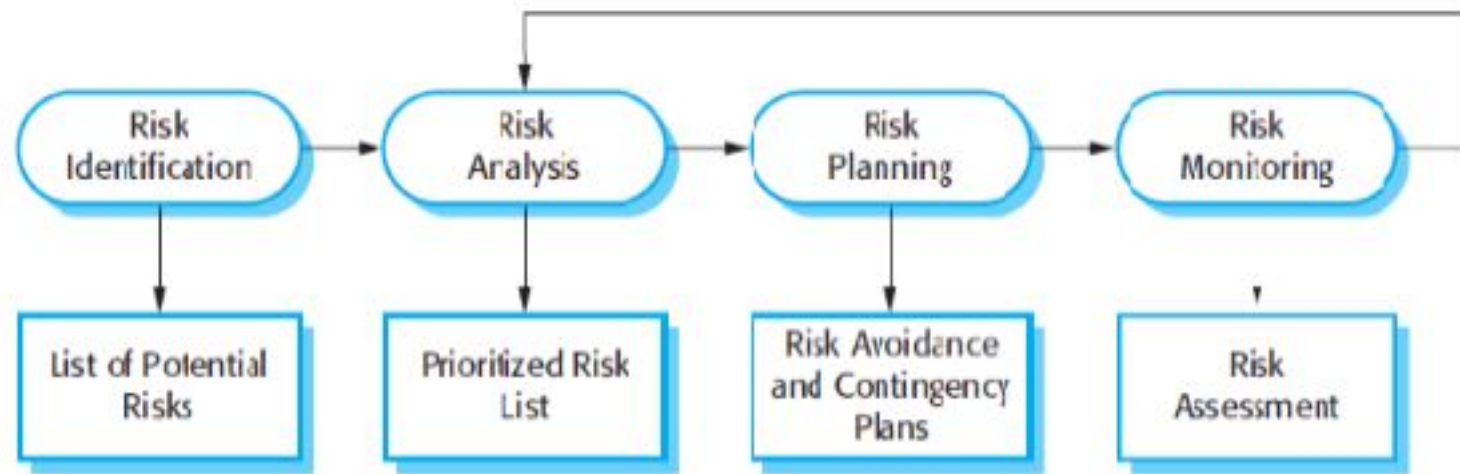 Risk
Identification
Risk
Analysis
Risk
Planning
Risk
Monitoring
List of Potential
Risks
Prioritized Risk
List
Risk Avoidance
and Contingency
Plans
Risk
Assessment